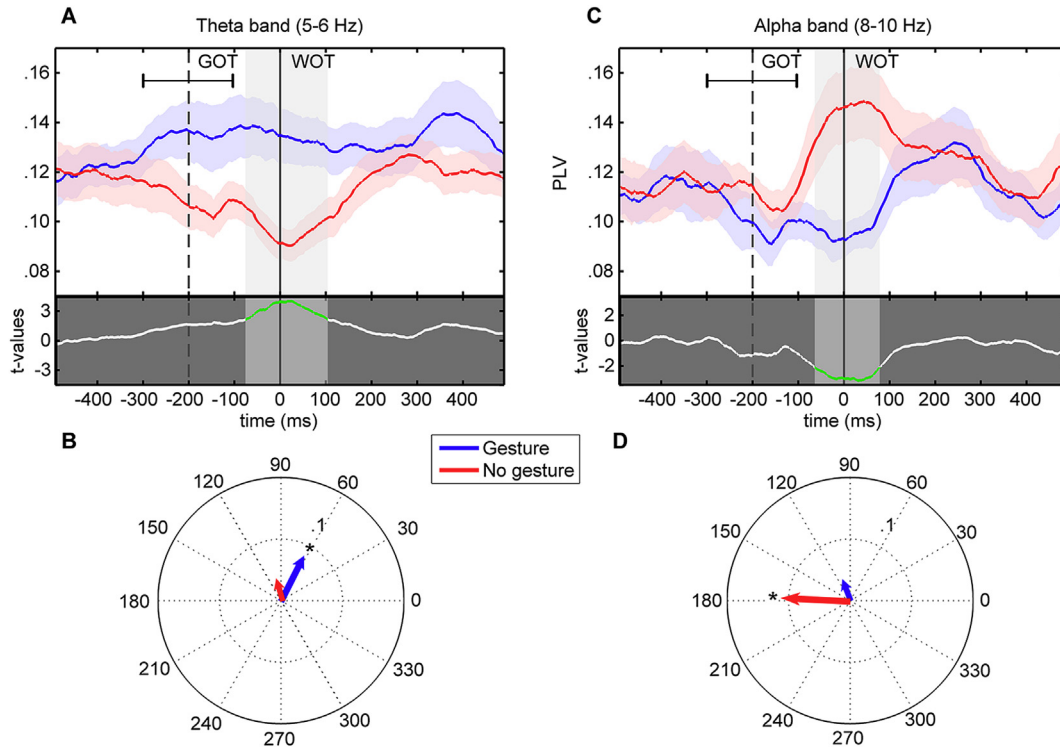 A
Theta band (5-6 Hz)
.16
.14
.12
.10
.08
GOT
WOT
t-values
3
0
-3
-400 -300 -200 -100 0 100 200 300 400
time (ms)
C
Alpha band (8-10 Hz)
PLV
.16
.14
.12
.10
.08
GOT
WOT
t-values
2
0
-2
-400 -300 -200 -100 0 100 200 300 400
time (ms)
B
Gesture
No gesture
90
120
60
150
30
.1
*
180
0
210
330
240
300
270
D
90
120
60
150
30
.1
*
180
0
210
330
240
300
270